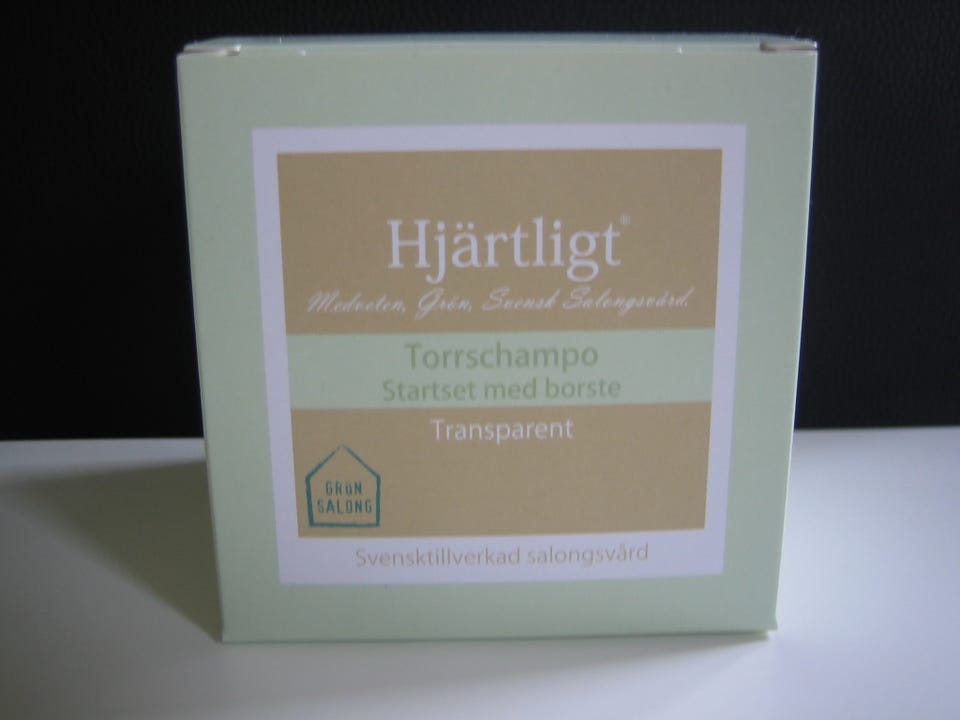 Hjärtligt®
Medveten, Grön, Svensk Salongsvård.
Torrschampo
Startset med borste
Transparent
GRöN
SALONG
Svensktillverkad salongsvård